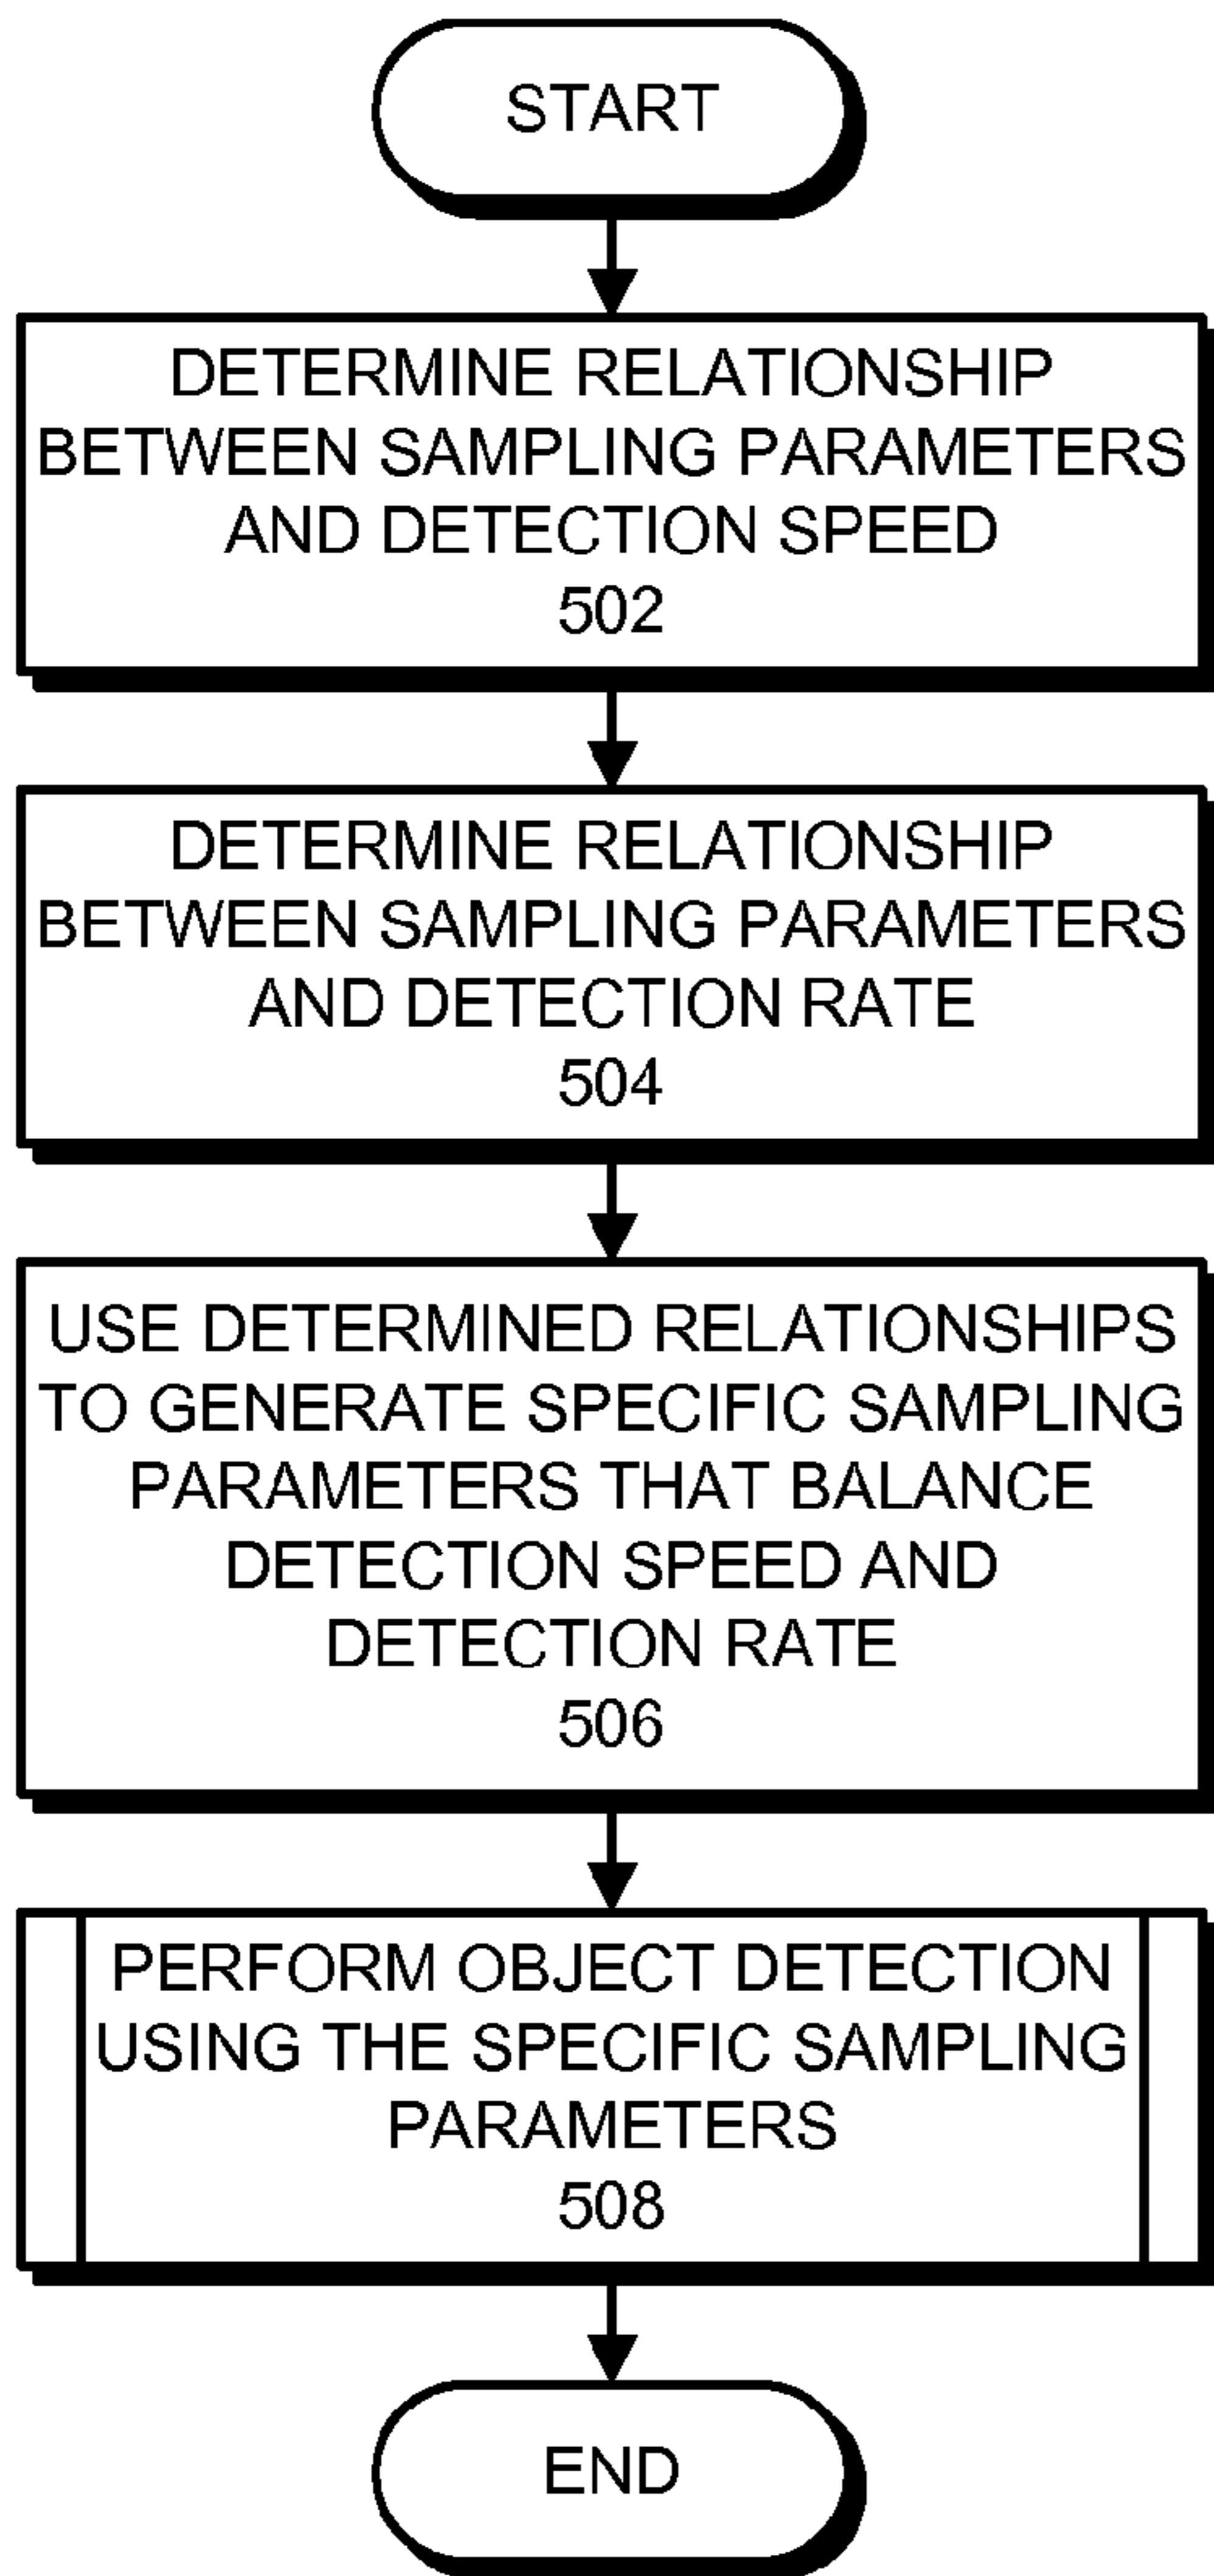 START
DETERMINE RELATIONSHIP
BETWEEN SAMPLING PARAMETERS
AND DETECTION SPEED
502
DETERMINE RELATIONSHIP
BETWEEN SAMPLING PARAMETERS
AND DETECTION RATE
504
USE DETERMINED RELATIONSHIPS
TO GENERATE SPECIFIC SAMPLING
PARAMETERS THAT BALANCE
DETECTION SPEED AND
DETECTION RATE
506
PERFORM OBJECT DETECTION
USING THE SPECIFIC SAMPLING
PARAMETERS
508
END